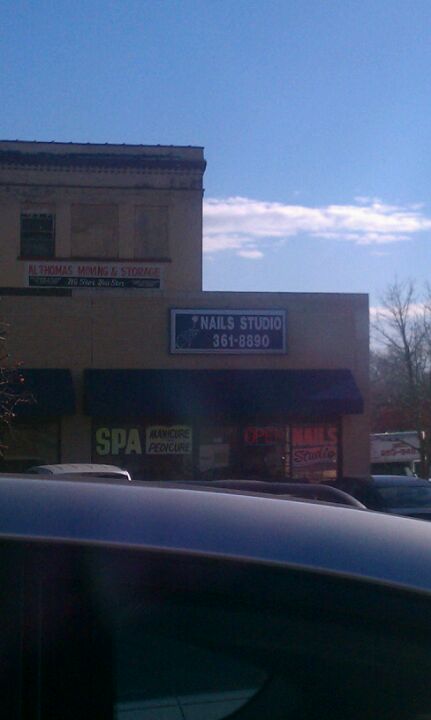 AL THOMAS MOVING & STORAGE
NAILS STUDIO
361-8890
SPA
MANICURE
PEDICURE
OPEN
NAILS
Studio